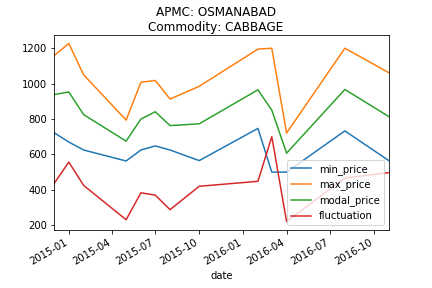 APMC: OSMANABAD
Commodity: CABBAGE
1200
1000
800
600
400
200
min_price
max_price
modal_price
fluctuation
2015-01
2015-04
2015-07
2015-10
2016-01
2016-04
2016-07
2016-10
date